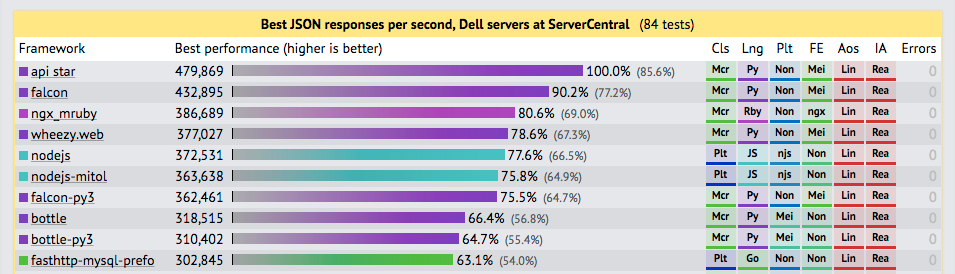 Best JSON responses per second, Dell servers at ServerCentral (84 tests)
Framework Best performance (higher is better) Cls Lng Plt FE Aos IA Errors
api star 479,869 100.0% (85.6%) Mcr Py Non Mei Lin Rea 0
falcon 432,895 90.2% (77.2%) Mcr Py Non Mei Lin Rea 0
ngx_mruby 386,689 80.6% (69.0%) Mcr Rby Non ngx Lin Rea 0
wheezy.web 377,027 78.6% (67.3%) Mcr Py Non Mei Lin Rea 0
nodejs 372,531 77.6% (66.5%) Plt JS njs Non Lin Rea 0
nodejs-mitol 363,638 75.8% (64.9%) Plt JS njs Non Lin Rea 0
falcon-py3 362,461 75.5% (64.7%) Mcr Py Non Mei Lin Rea 0
bottle 318,515 66.4% (56.8%) Mcr Py Mei Non Lin Rea 0
bottle-py3 310,402 64.7% (55.4%) Mcr Py Mei Non Lin Rea 0
fasthttp-mysql-prefo 302,845 63.1% (54.0%) Plt Go Non Non Lin Rea 0